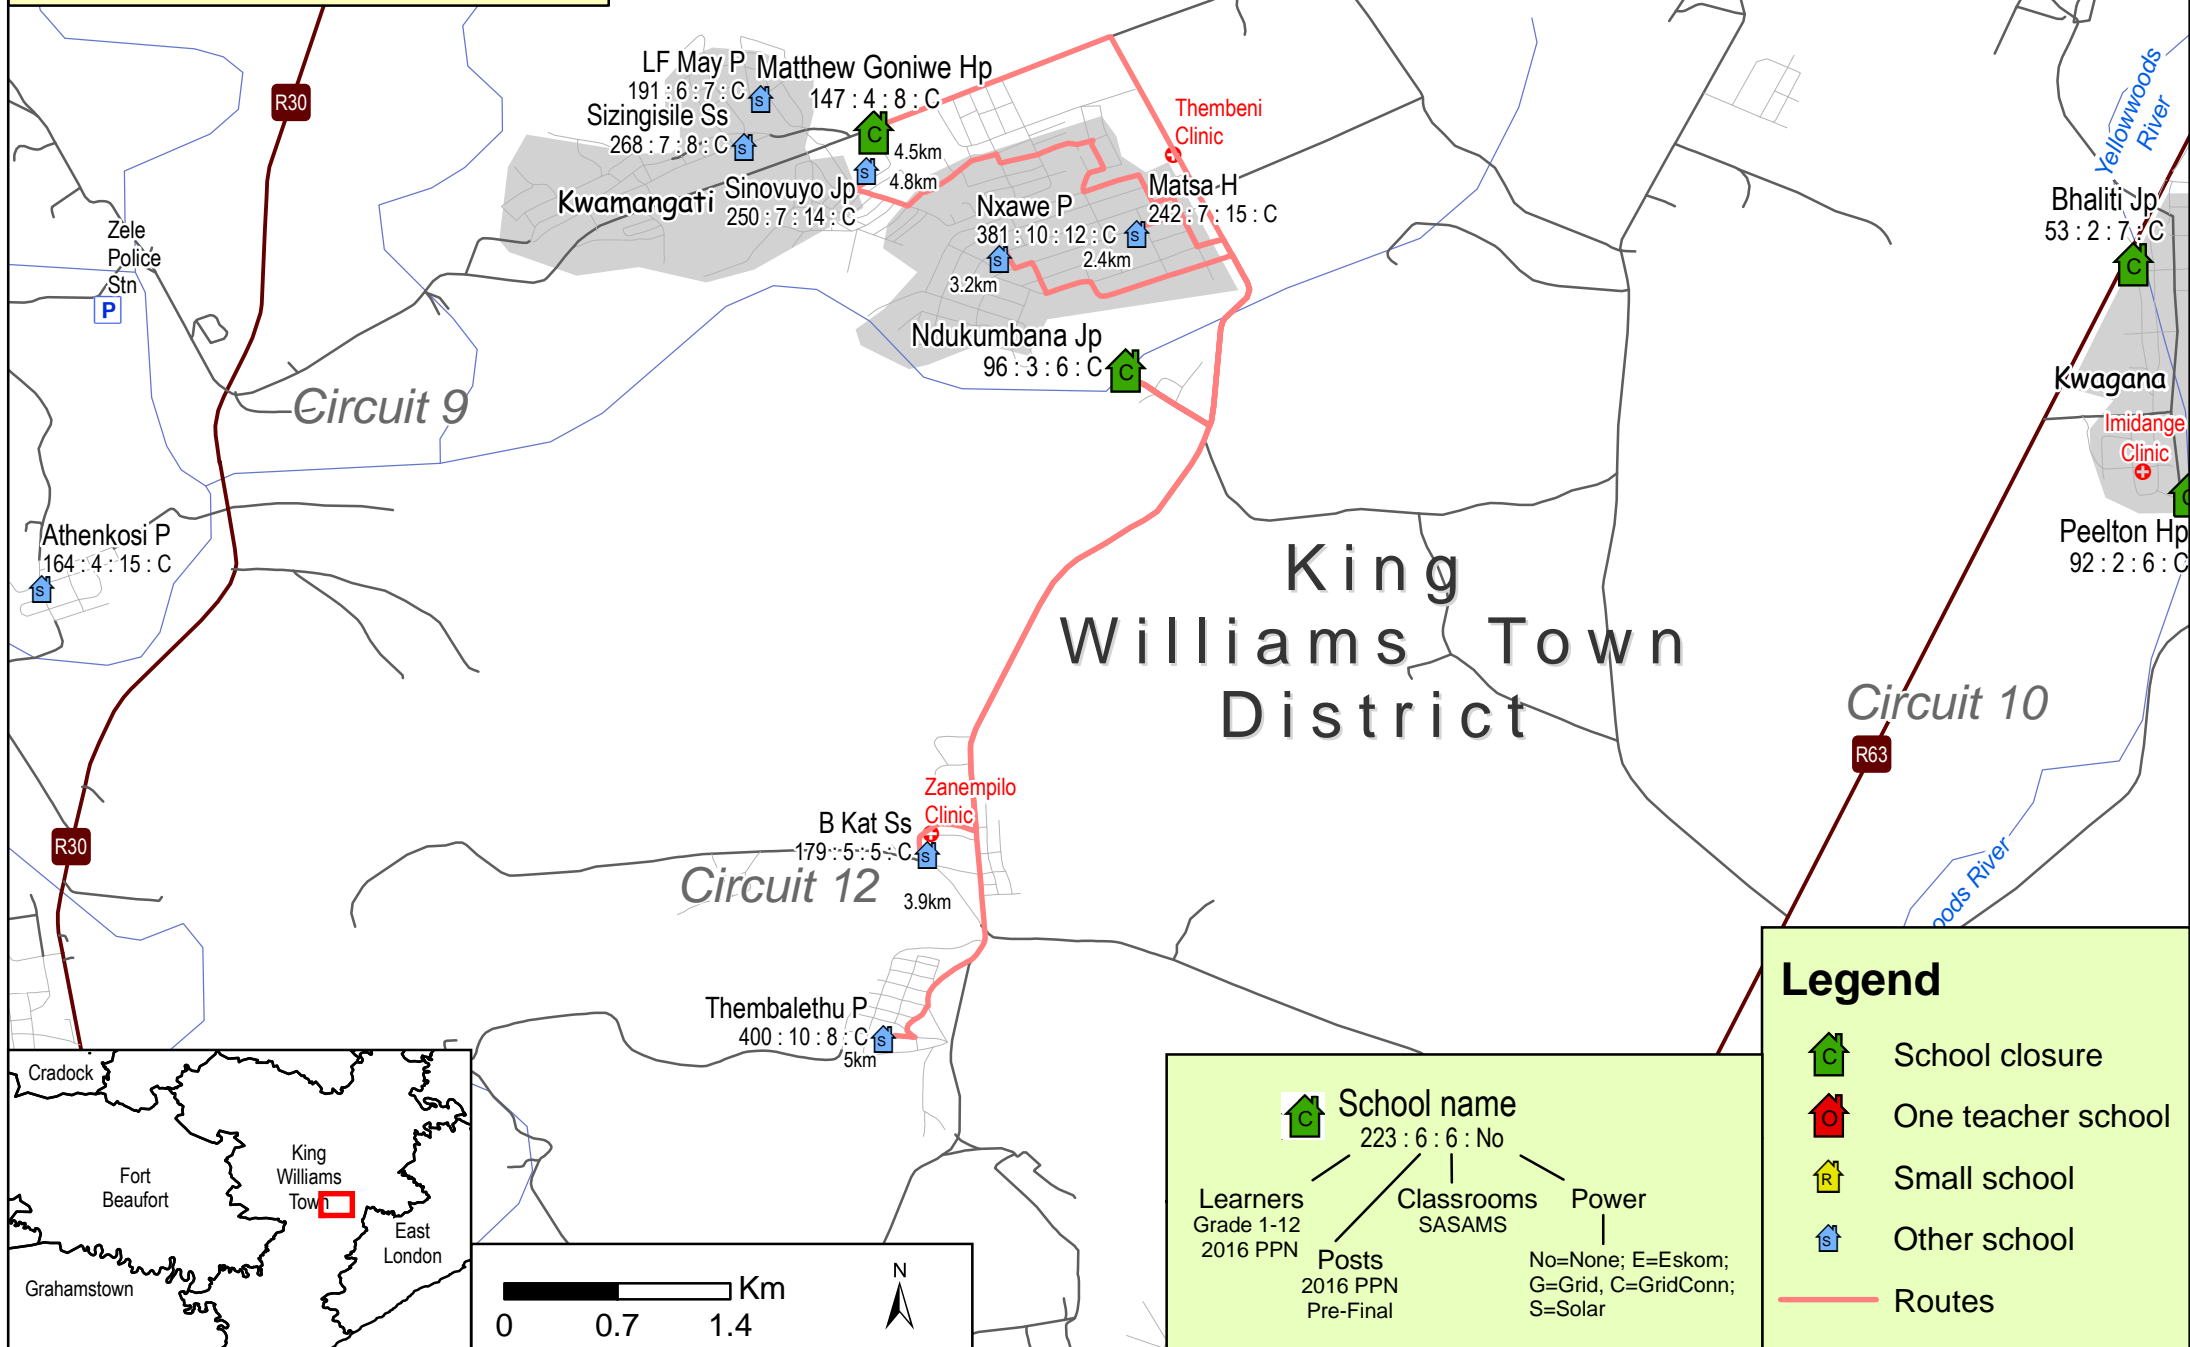 R30
LF May P
191 : 6 : 7 : C
Matthew Goniwe Hp
147 : 4 : 8 : C
C
S
Sizingisile Ss
268 : 7 : 8 : C
S
4.5km
S
4.8km
Sinovuyo Jp
250 : 7 : 14 : C
Kwamangati
Thembeni
Clinic
Matsa H
242 : 7 : 15 : C
S
2.4km
Nxawe P
381 : 10 : 12 : C
S
3.2km
Yellowwoods
River
Bhaliti Jp
53 : 2 : 7 : C
C
Zele
Police
Stn
P
Ndukumbana Jp
96 : 3 : 6 : C
C
Circuit 9
Kwagana
Imidange
Clinic
C
Peelton Hp
92 : 2 : 6 : C
Athenkosi P
164 : 4 : 15 : C
S
King
Williams Town
District
Circuit 10
R63
Zanempilo
Clinic
B Kat Ss
179 : 5 : 5 : C
S
R30
Circuit 12
3.9km
oods River
Thembalethu P
400 : 10 : 8 : C
S
5km
Legend
C School closure
O One teacher school
R Small school
S Other school
Routes
C School name
223 : 6 : 6 : No
Learners
Grade 1-12
2016 PPN
Posts
2016 PPN
Pre-Final
Classrooms
SASAMS
Power
No=None; E=Eskom;
G=Grid, C=GridConn;
S=Solar
Cradock
Fort
Beaufort
King
Williams
Town
East
London
Grahamstown
Km
0 0.7 1.4
N